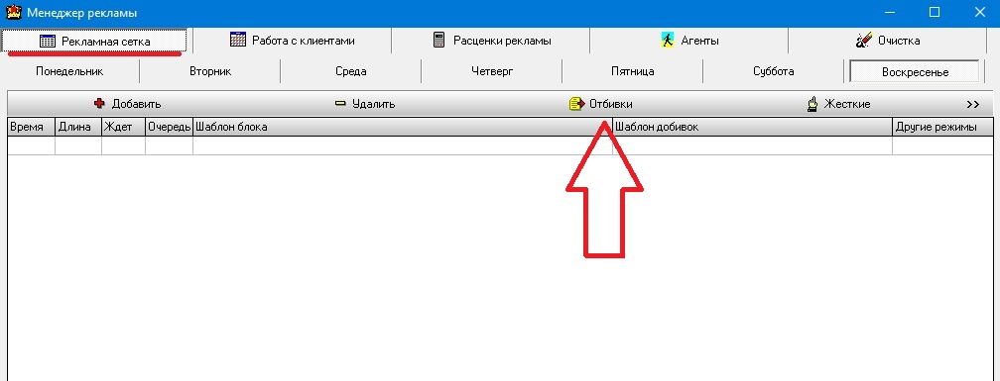 Менеджер рекламы
Рекламная сетка Работа с клиентами Расценки рекламы Агенты Очистка
Понедельник Вторник Среда Четверг Пятница Суббота Воскресенье
Добавить Удалить Отбивки Жесткие >>
Время Длина Ждет Очередь Шаблон блока Шаблон добивок Другие режимы